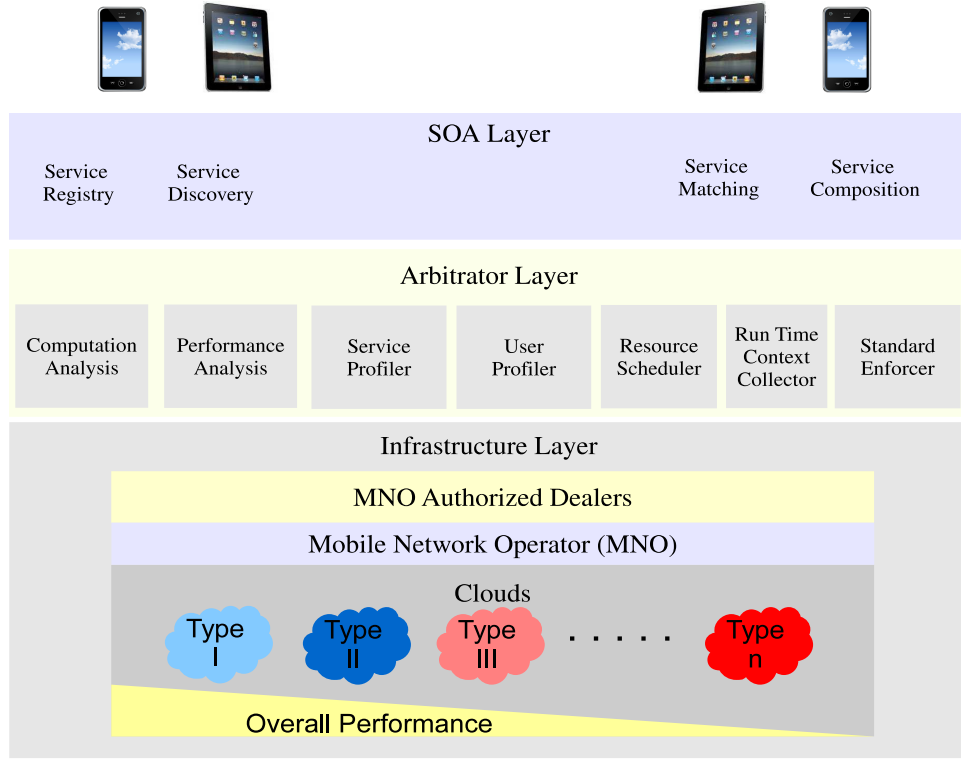 SOA Layer
Service
Registry
Service
Discovery
Service
Matching
Service
Composition
Arbitrator Layer
Computation
Analysis
Performance
Analysis
Service
Profiler
User
Profiler
Resource
Scheduler
Run Time
Context
Collector
Standard
Enforcer
Infrastructure Layer
MNO Authorized Dealers
Mobile Network Operator (MNO)
Clouds
Type
I
Type
II
Type
III
. . . . .
Type
n
Overall Performance